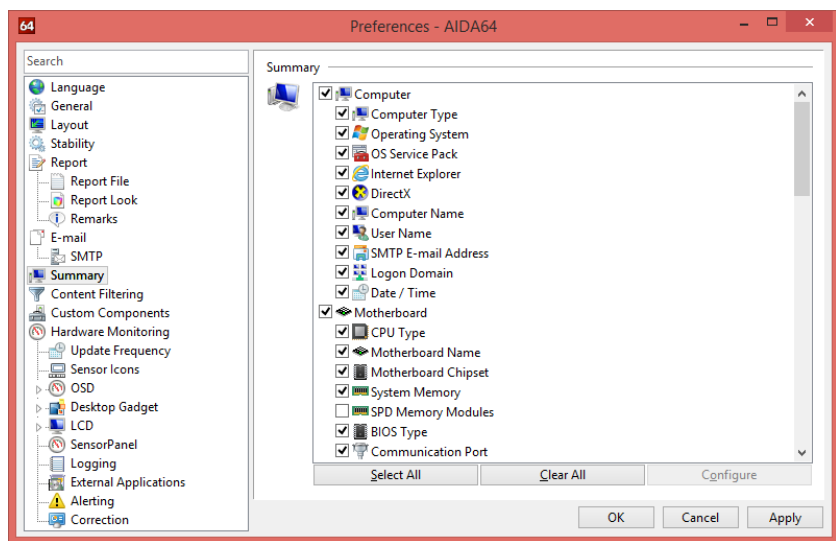 64
Preferences - AIDA64
Search
Language
General
Layout
Stability
Report
Report File
Report Look
Remarks
E-mail
SMTP
Summary
Content Filtering
Custom Components
Hardware Monitoring
Update Frequency
Sensor Icons
OSD
Desktop Gadget
LCD
SensorPanel
Logging
External Applications
Alerting
Correction
Summary
Computer
Computer Type
Operating System
OS Service Pack
Internet Explorer
DirectX
Computer Name
User Name
SMTP E-mail Address
Logon Domain
Date / Time
Motherboard
CPU Type
Motherboard Name
Motherboard Chipset
System Memory
SPD Memory Modules
BIOS Type
Communication Port
Select All
Clear All
Configure
OK
Cancel
Apply